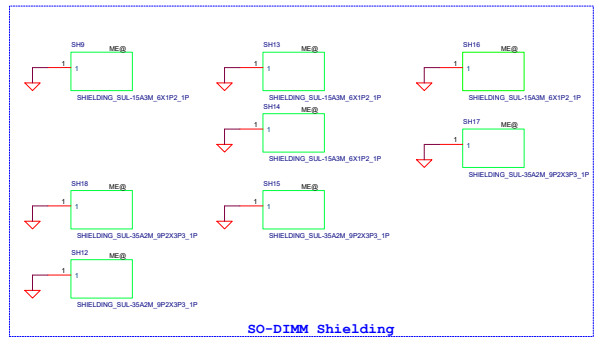 SH9
ME@
1
1
SHIELDING_SUL-15A3M_6X1P2_1P
SH13
ME@
1
1
SHIELDING_SUL-15A3M_6X1P2_1P
SH16
ME@
1
1
SHIELDING_SUL-15A3M_6X1P2_1P
SH14
ME@
1
1
SHIELDING_SUL-15A3M_6X1P2_1P
SH17
ME@
1
1
SHIELDING_SUL-35A2M_9P2X3P3_1P
SH18
ME@
1
1
SHIELDING_SUL-35A2M_9P2X3P3_1P
SH15
ME@
1
1
SHIELDING_SUL-35A2M_9P2X3P3_1P
SH12
ME@
1
1
SHIELDING_SUL-35A2M_9P2X3P3_1P
SO-DIMM Shielding